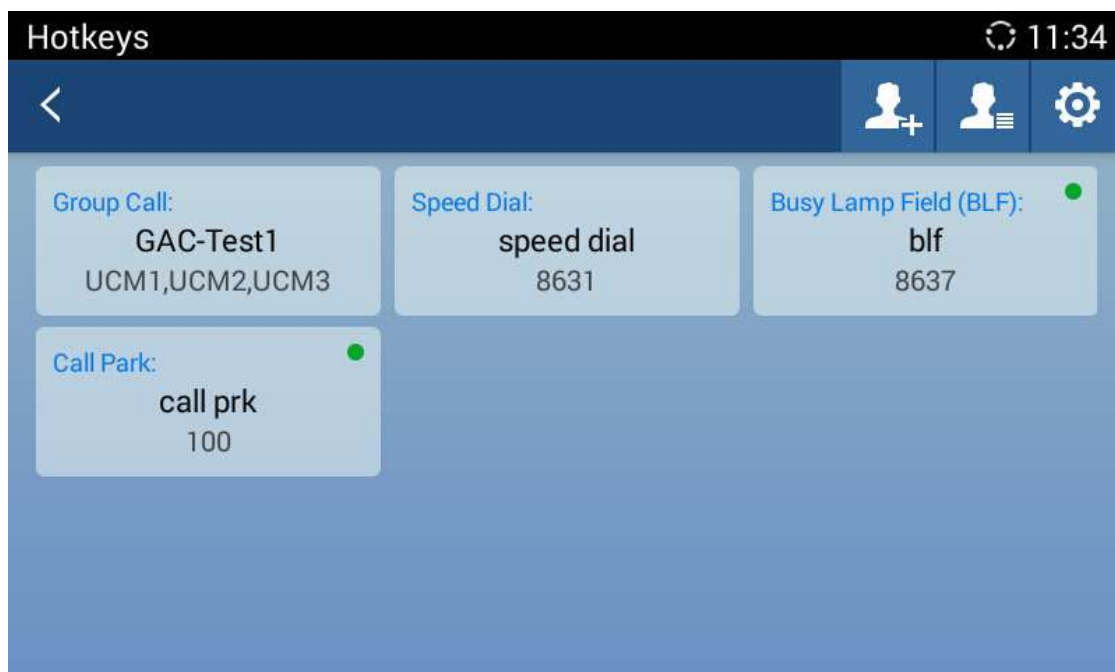 Hotkeys 11:34
Group Call:
GAC-Test1
UCM1,UCM2,UCM3
Speed Dial:
speed dial
8631
Busy Lamp Field (BLF):
blf
8637
Call Park:
call prk
100